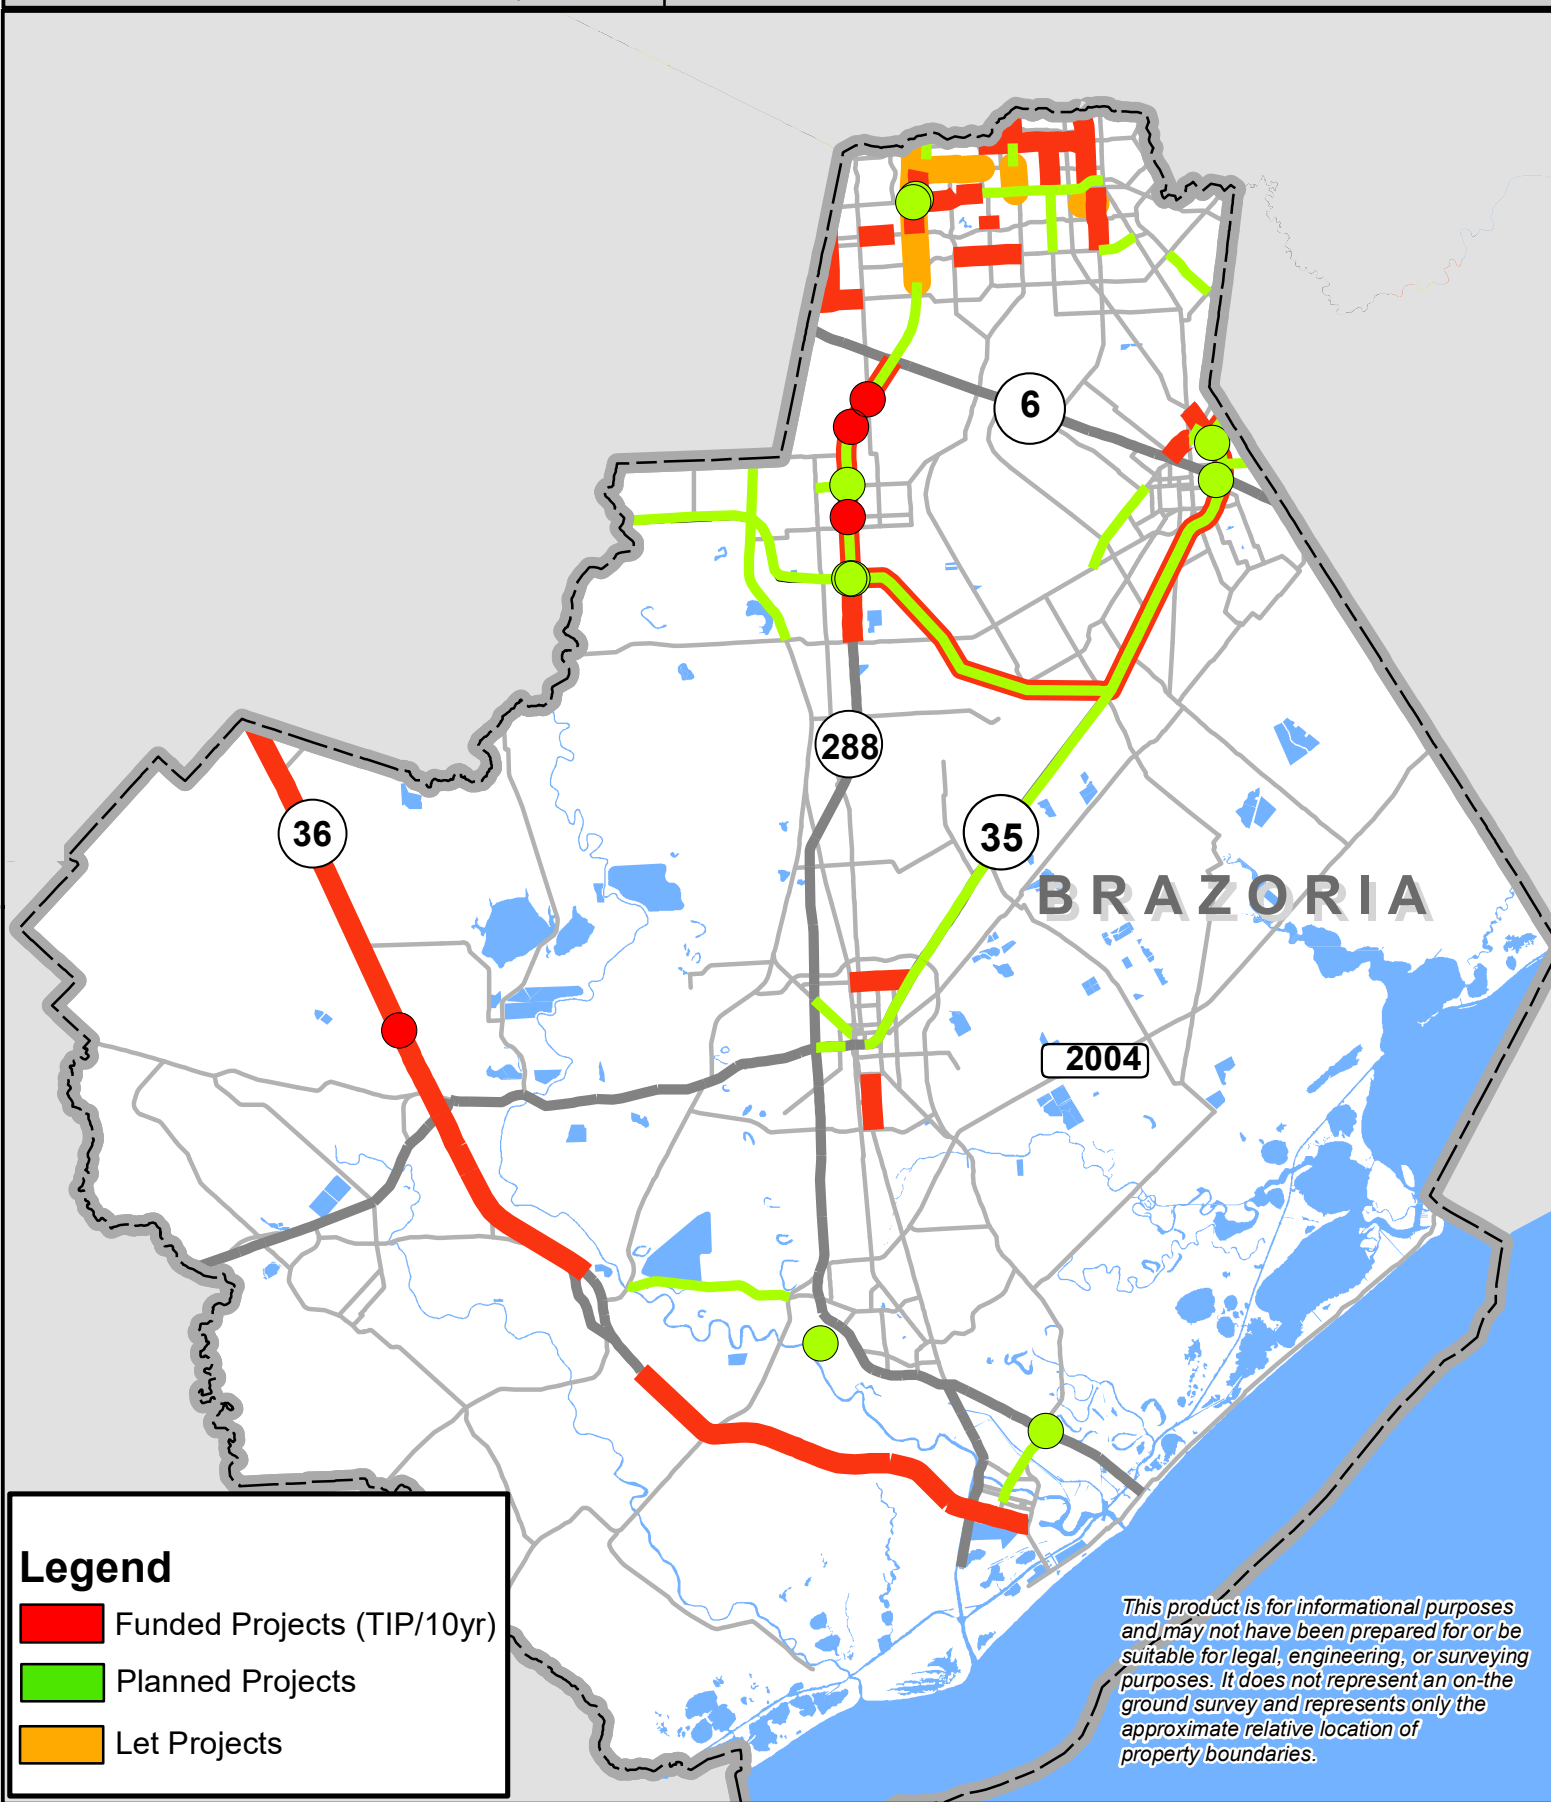 6
288
36
35
BRAZORIA
2004
Legend
Funded Projects (TIP/10yr)
Planned Projects
Let Projects
This product is for informational purposes
and may not have been prepared for or be
suitable for legal, engineering, or surveying
purposes. It does not represent an on-the
ground survey and represents only the
approximate relative location of
property boundaries.